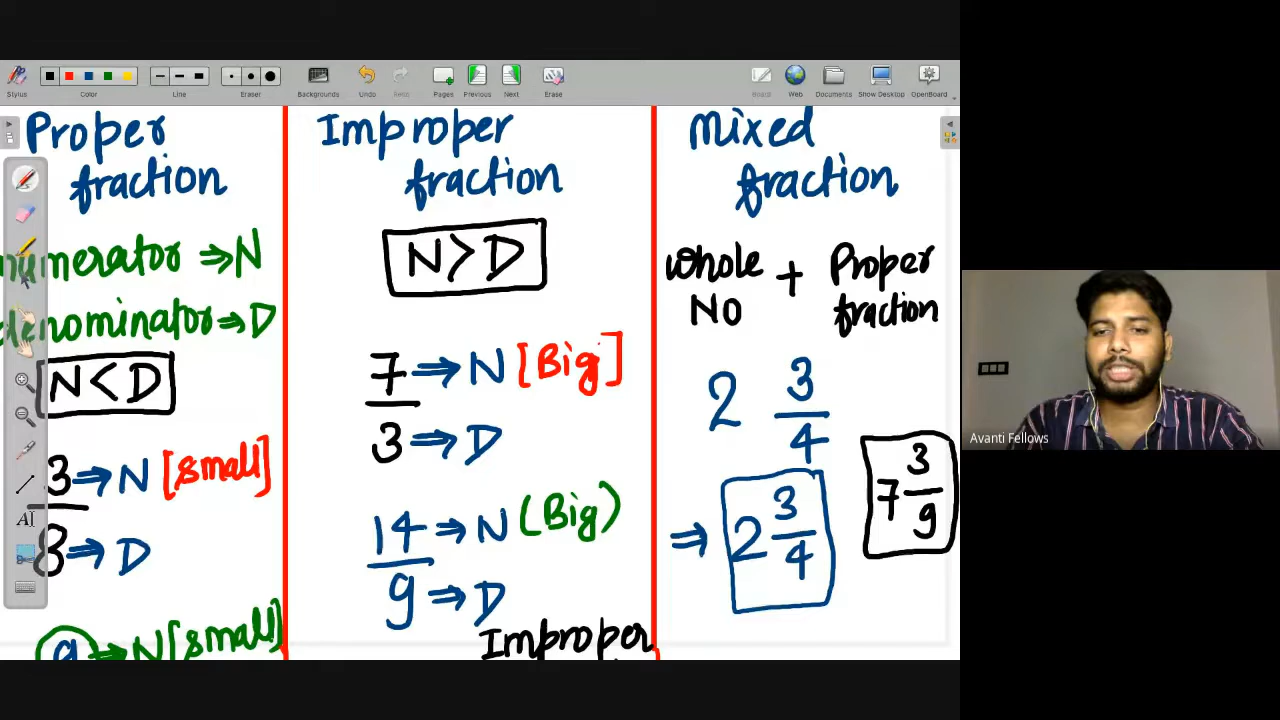 Stylus
Color
Line
Eraser
Backgrounds
Undo
Redo
Pages
Previous
Next
Erase
Board
Web
Documents
Show Desktop
OpenBoard
Proper
fraction
numerator ⇒ N
denominator ⇒ D
N < D
3 ⇒ N [small]
8 ⇒ D
9 ⇒ N [small]
Improper
fraction
N > D
7 ⇒ N [Big]
3 ⇒ D
14 ⇒ N (Big)
9 ⇒ D
Improper
Mixed
fraction
whole + Proper
NO fraction
2 3/4
⇒ 2 3/4
7 3/9
Avanti Fellows